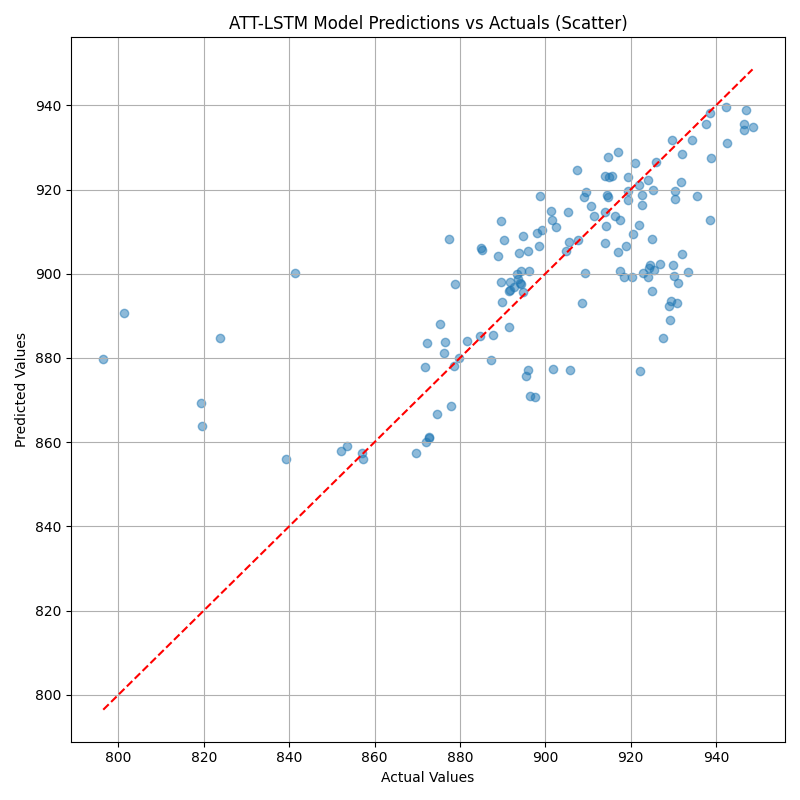 ATT-LSTM Model Predictions vs Actuals (Scatter)
Predicted Values
940
920
900
880
860
840
820
800
800 820 840 860 880 900 920 940
Actual Values